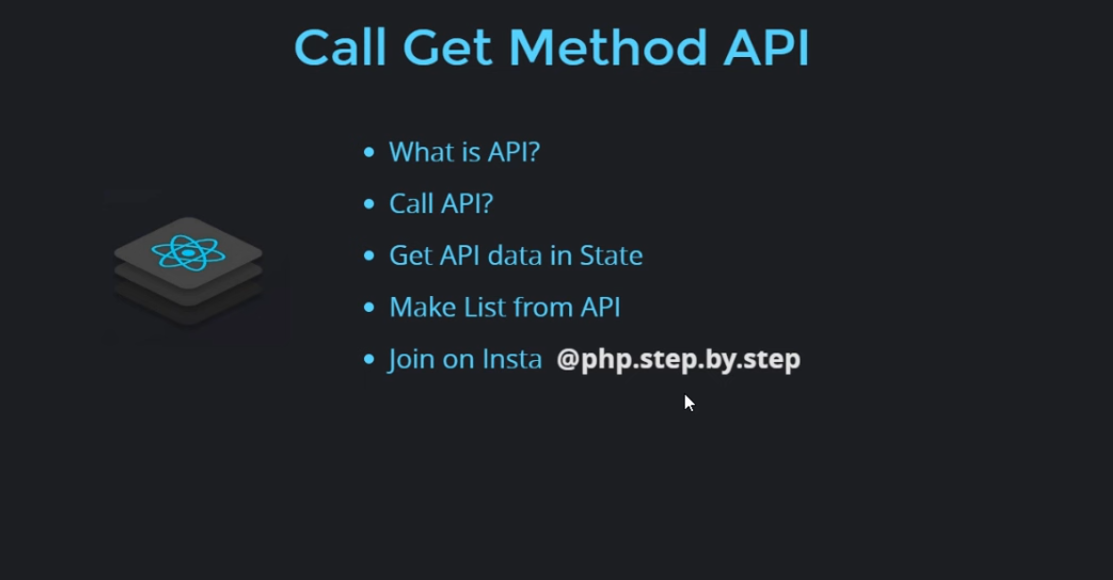 Call Get Method API
What is API?
Call API?
Get API data in State
Make List from API
Join on Insta @php.step.by.step